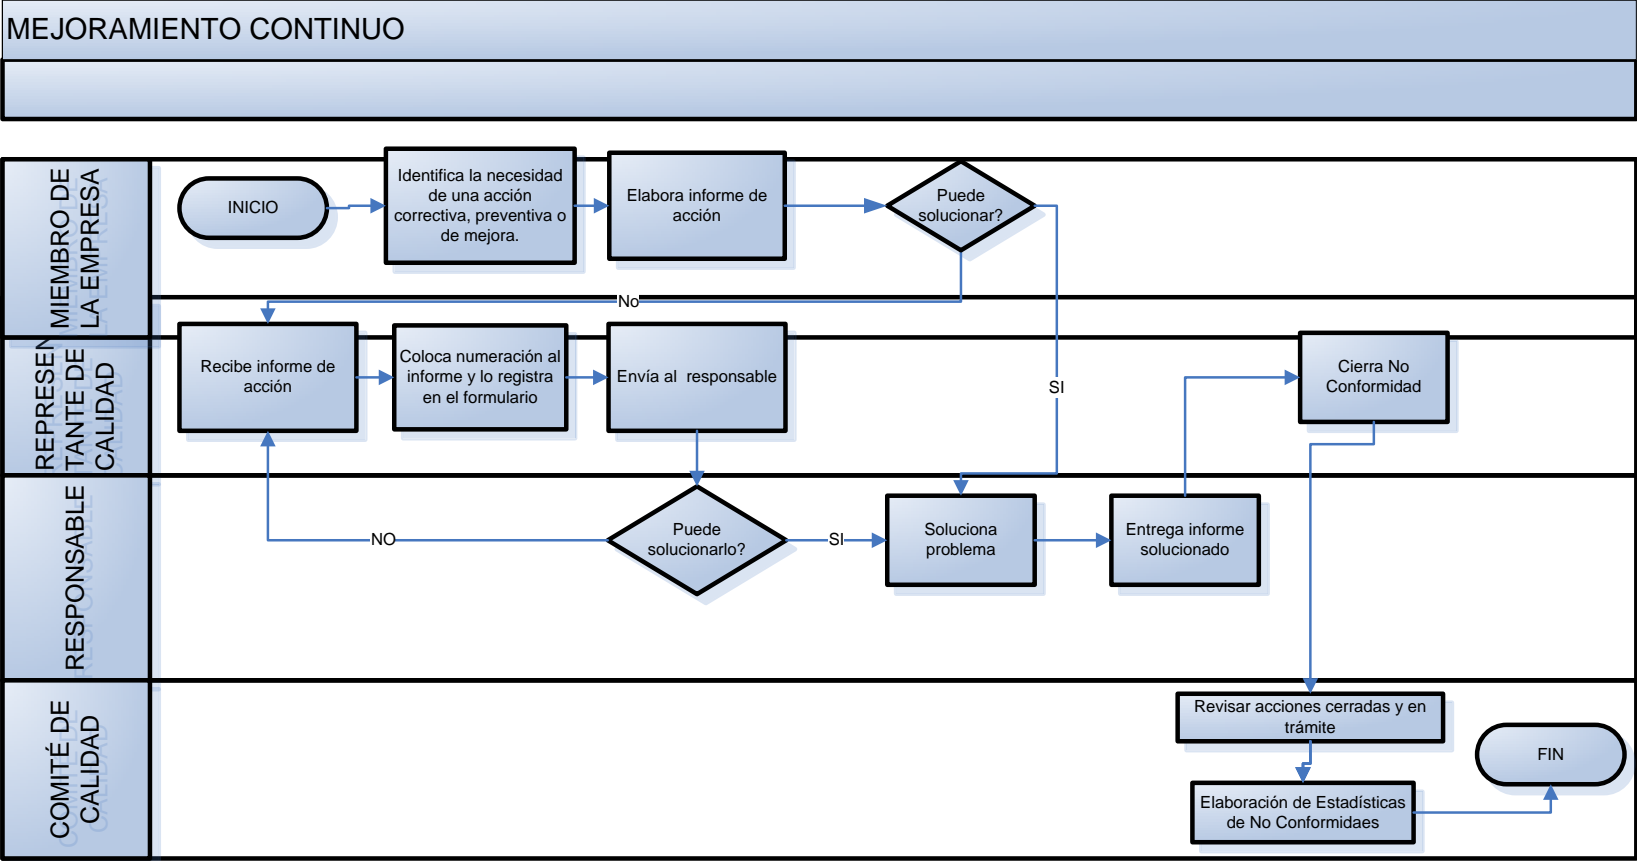 MEJORAMIENTO CONTINUO
MIEMBRO DE
LA EMPRESA
INICIO
Identifica la necesidad
de una acción
correctiva, preventiva o
de mejora.
Elabora informe de
acción
Puede
solucionar?
No
SI
REPRESEN
TANTE DE
CALIDAD
Recibe informe de
acción
Coloca numeración al
informe y lo registra
en el formulario
Envía al  responsable
Cierra No
Conformidad
RESPONSABLE
NO
Puede
solucionarlo?
SI
Soluciona
problema
Entrega informe
solucionado
COMITÉ DE
CALIDAD
Revisar acciones cerradas y en
trámite
Elaboración de Estadísticas
de No Conformidaes
FIN